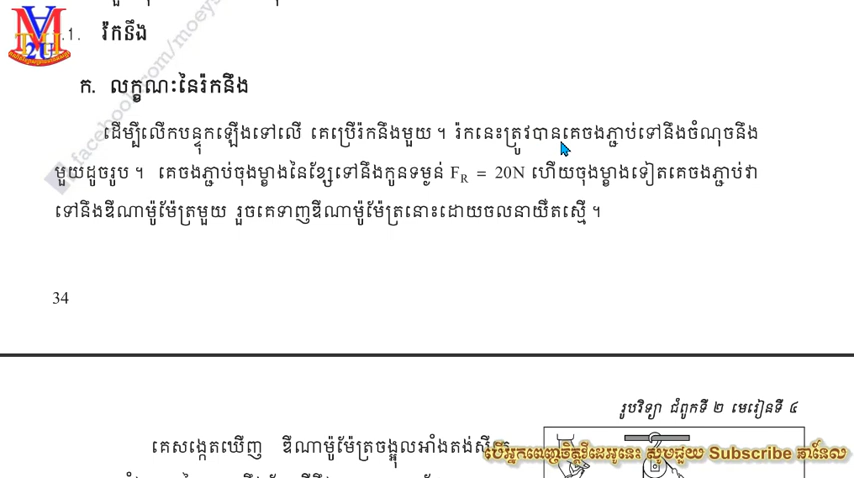 .1. រ៉កនឹង
ក. លក្ខណៈនៃរ៉កនឹង
ដើម្បីលើកបន្ទុកឡើងទៅលើ គេប្រើរ៉កនឹងមួយ ។ រ៉កនេះត្រូវបានគេចងភ្ជាប់ទៅនឹងចំណុចនឹង
មួយដូចរូប ។ គេចងភ្ជាប់ចុងម្ខាងនៃខ្សែទៅនឹងកូនទម្ងន់ FR = 20N ហើយចុងម្ខាងទៀតគេចងភ្ជាប់វា
ទៅនឹងឌីណាម៉ូម៉ែត្រមួយ រួចគេទាញឌីណាម៉ូម៉ែត្រនោះដោយចលនាយឺតស្មើ ។
34
រូបវិទ្យា ជំពូកទី ២ មេរៀនទី ៤
គេសង្កេតឃើញ ឌីណាម៉ូម៉ែត្រចង្អុលអាំងតង់ស៊ីតេ
បើអ្នកពេញចិត្តវីដេអូនេះ សូមជួយ Subscribe ឆានែល
facebook.com/moeys
2U